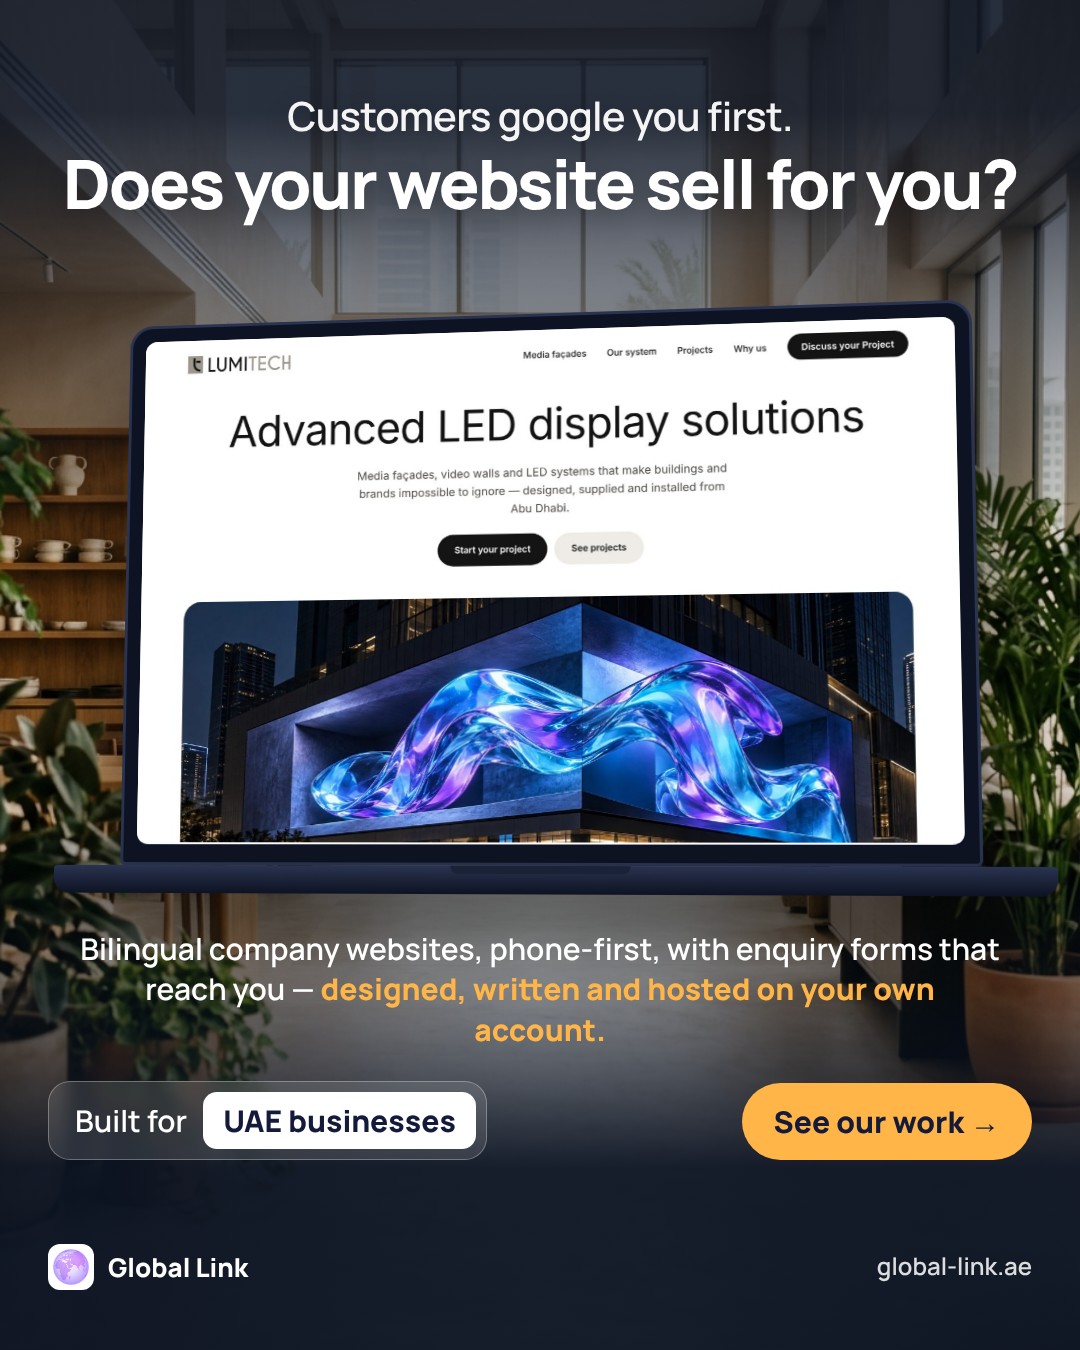 Customers google you first.
Does your website sell for you?
LUMITECH
Media façades
Our system
Projects
Why us
Discuss your Project
Advanced LED display solutions
Media façades, video walls and LED systems that make buildings and
brands impossible to ignore — designed, supplied and installed from
Abu Dhabi.
Start your project
See projects
Bilingual company websites, phone-first, with enquiry forms that
reach you — designed, written and hosted on your own
account.
Built for UAE businesses
See our work →
Global Link
global-link.ae